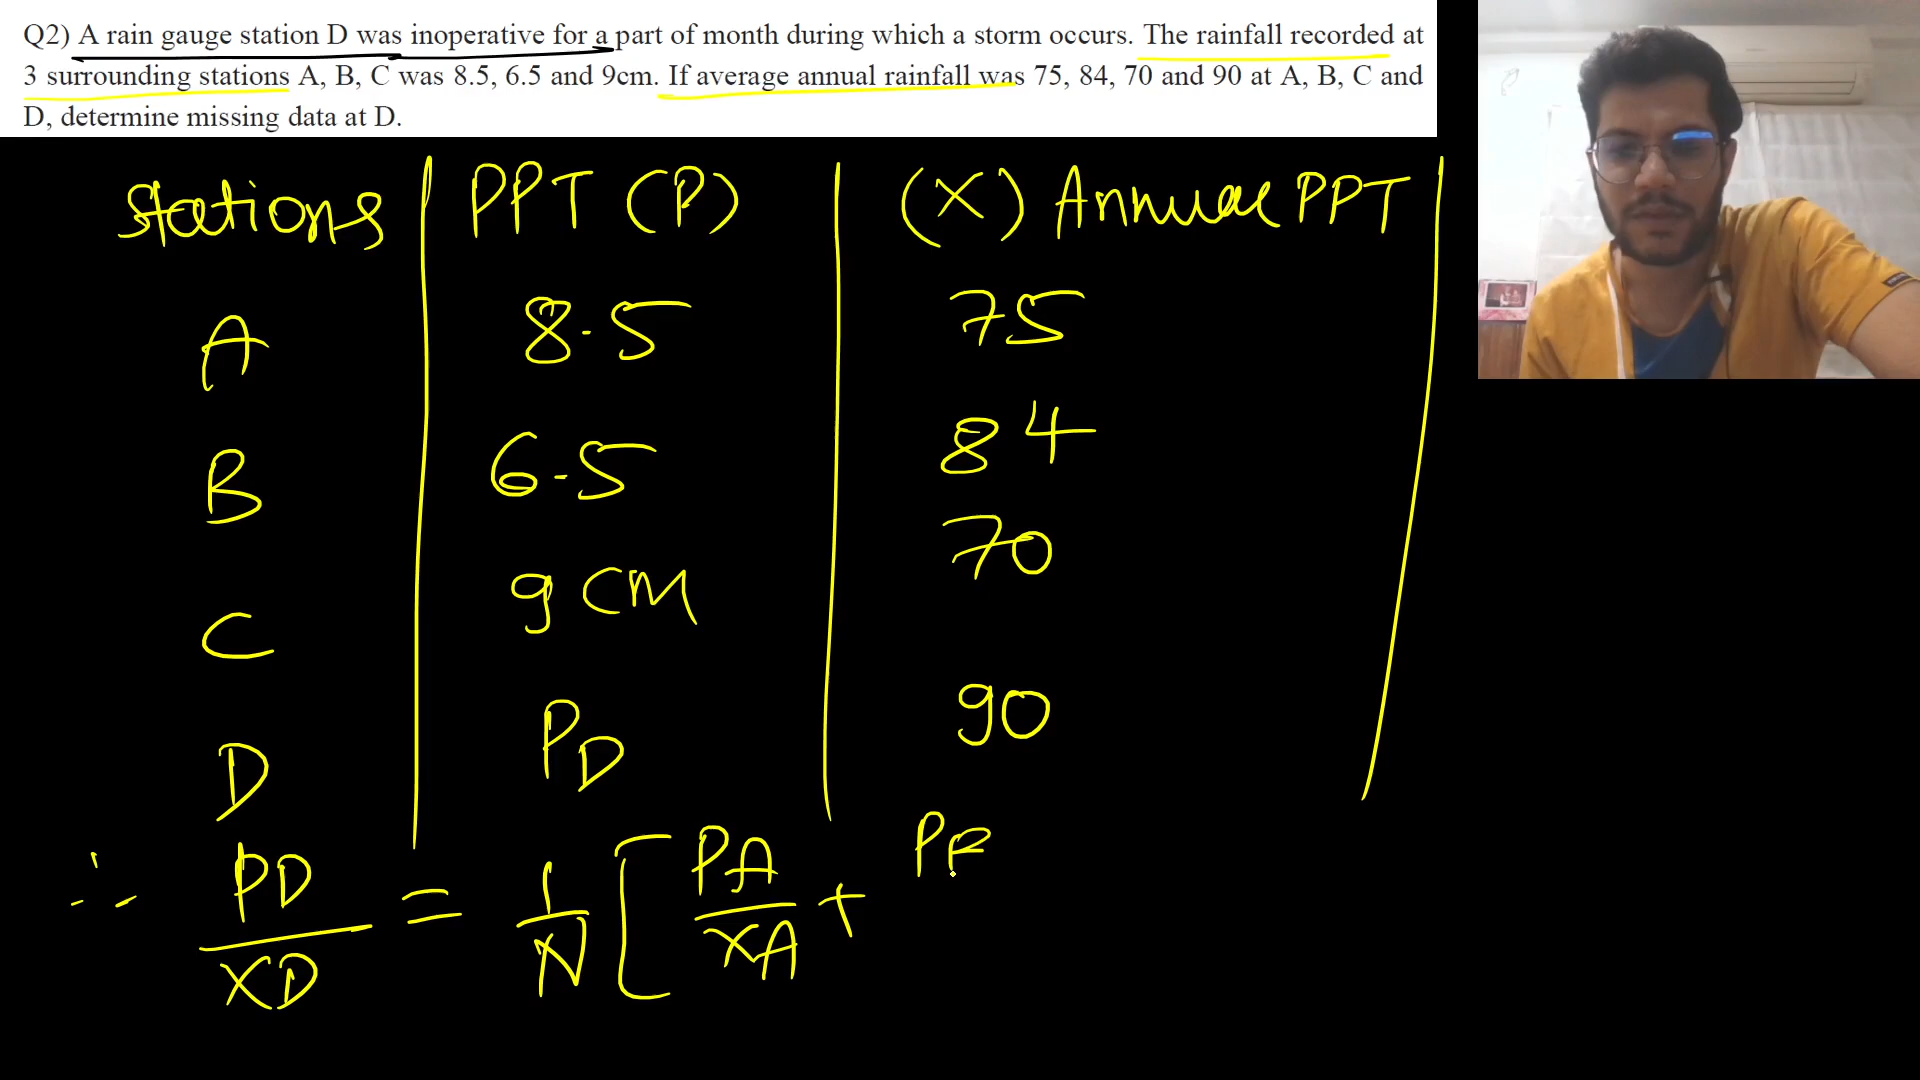 Q2) A rain gauge station D was inoperative for a part of month during which a storm occurs. The rainfall recorded at
3 surrounding stations A, B, C was 8.5, 6.5 and 9cm. If average annual rainfall was 75, 84, 70 and 90 at A, B, C and
D, determine missing data at D.
Stations PPT (P) (X) Annual PPT
A 8.5 75
B 6.5 84
C 9 cm 70
D PD 90
∴ PD/XD = 1/N [ PA/XA +